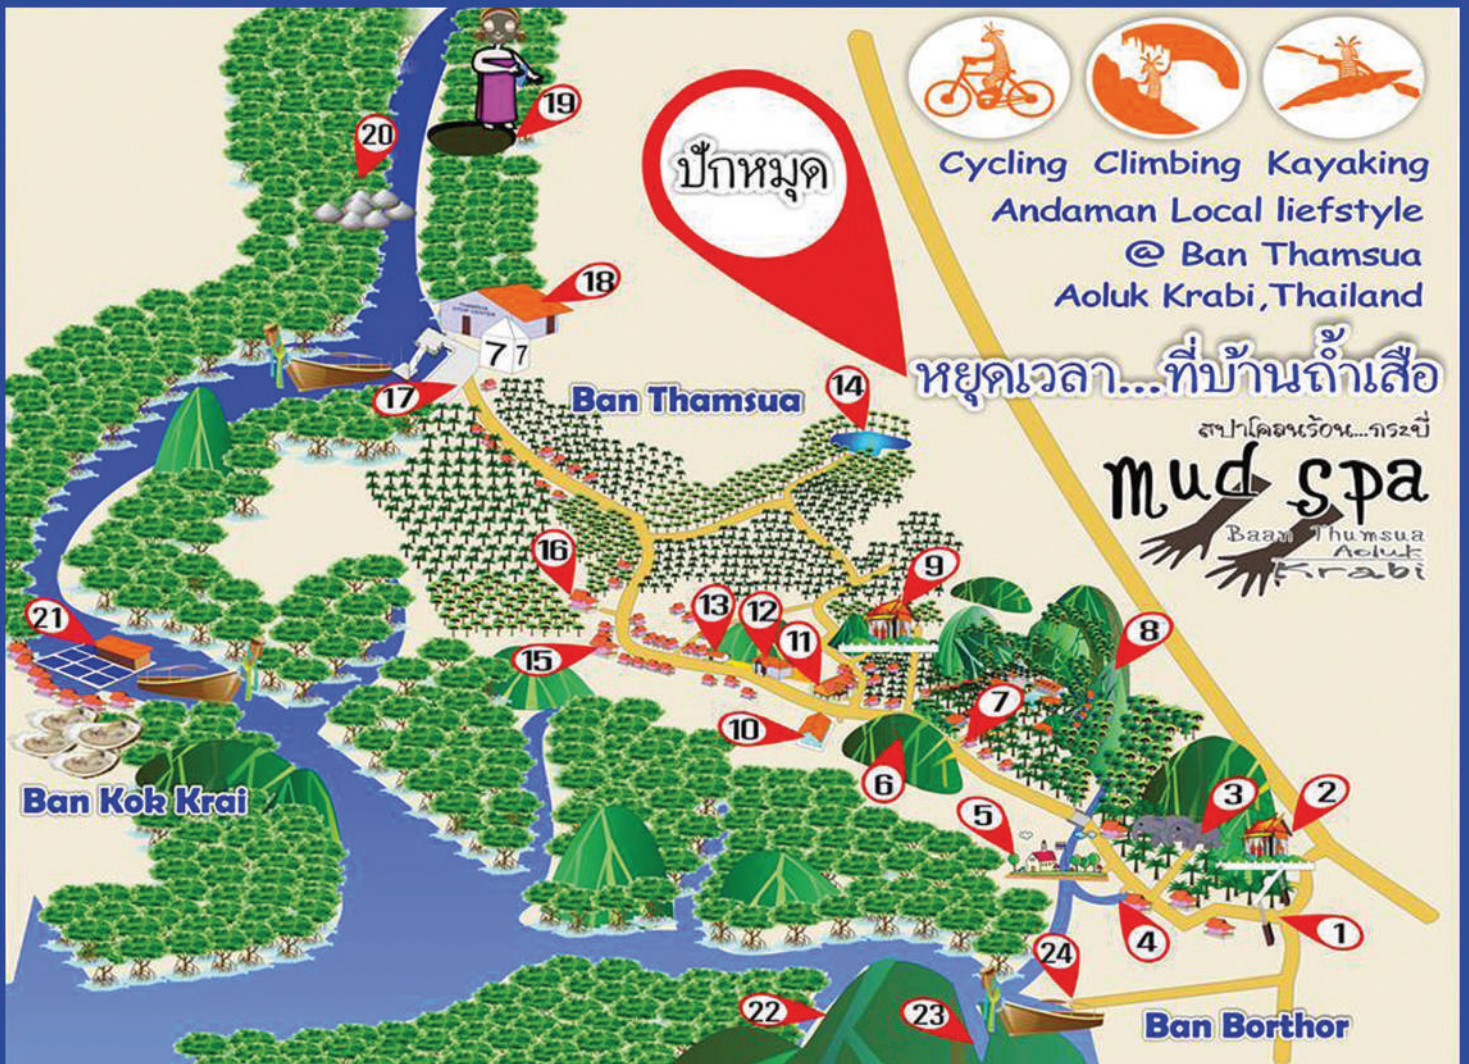 19
20
ปักหมุด
Cycling Climbing Kayaking
Andaman Local liefstyle
@ Ban Thamsua
Aoluk Krabi,Thailand
หยุดเวลา...ที่บ้านถ้ำเสือ
สปาโคลนร้อน...กระบี่
mud spa
Baan Thumsua
Aoluk
Krabi
18
7 7
17
Ban Thamsua
14
16
9
13
12
11
8
21
15
7
10
6
Ban Kok Krai
5
3
2
4
1
24
22
23
Ban Borthor